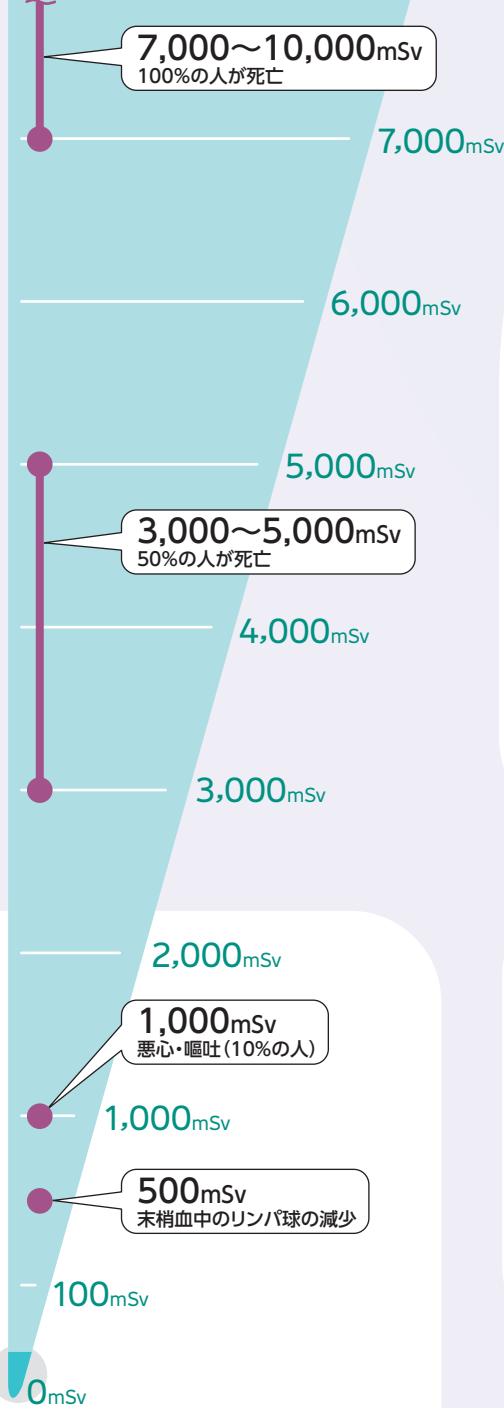 7,000～10,000mSv
100%の人が死亡
7,000mSv
6,000mSv
5,000mSv
3,000～5,000mSv
50%の人が死亡
4,000mSv
3,000mSv
2,000mSv
1,000mSv
悪心・嘔吐（10%の人）
1,000mSv
500mSv
末梢血中のリンパ球の減少
100mSv
0mSv